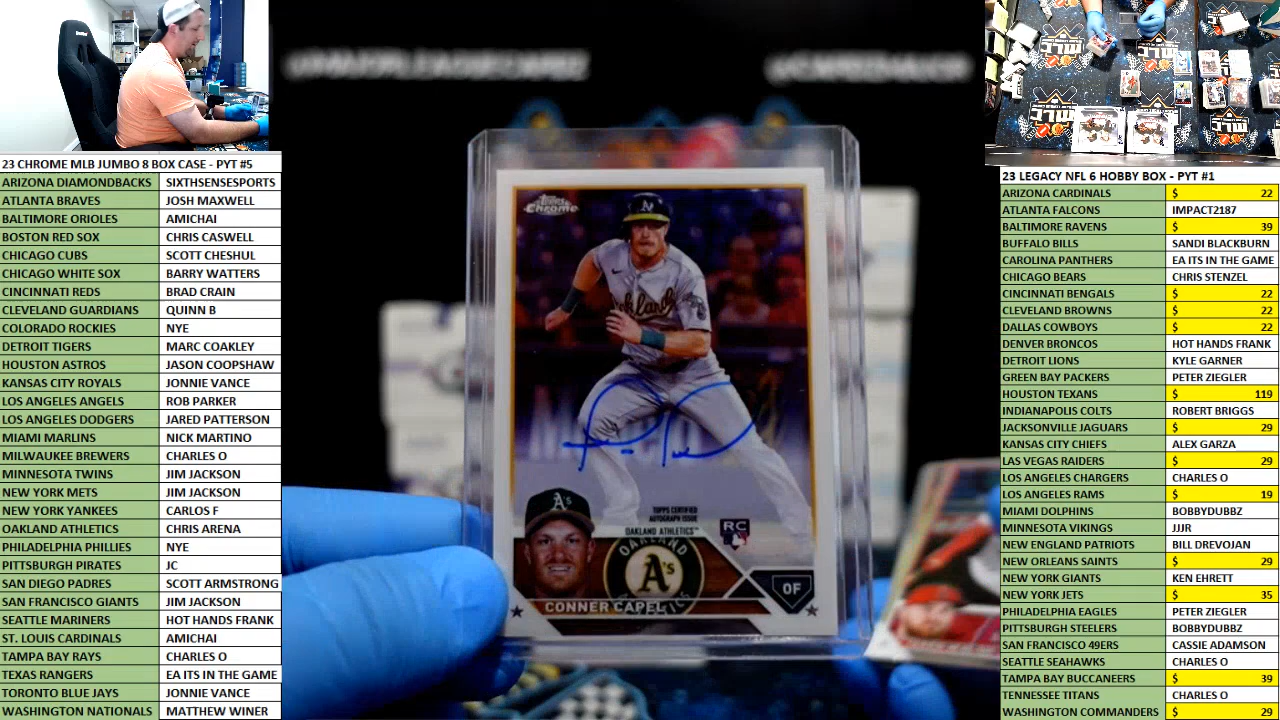 23 CHROME MLB JUMBO 8 BOX CASE - PYT #5
ARIZONA DIAMONDBACKS SIXTHSENSESPORTS
ATLANTA BRAVES JOSH MAXWELL
BALTIMORE ORIOLES AMICHAI
BOSTON RED SOX CHRIS CASWELL
CHICAGO CUBS SCOTT CHESHUL
CHICAGO WHITE SOX BARRY WATTERS
CINCINNATI REDS BRAD CRAIN
CLEVELAND GUARDIANS QUINN B
COLORADO ROCKIES NYE
DETROIT TIGERS MARC COAKLEY
HOUSTON ASTROS JASON COOPSHAW
KANSAS CITY ROYALS JONNIE VANCE
LOS ANGELES ANGELS ROB PARKER
LOS ANGELES DODGERS JARED PATTERSON
MIAMI MARLINS NICK MARTINO
MILWAUKEE BREWERS CHARLES O
MINNESOTA TWINS JIM JACKSON
NEW YORK METS JIM JACKSON
NEW YORK YANKEES CARLOS F
OAKLAND ATHLETICS CHRIS ARENA
PHILADELPHIA PHILLIES NYE
PITTSBURGH PIRATES JC
SAN DIEGO PADRES SCOTT ARMSTRONG
SAN FRANCISCO GIANTS JIM JACKSON
SEATTLE MARINERS HOT HANDS FRANK
ST. LOUIS CARDINALS AMICHAI
TAMPA BAY RAYS CHARLES O
TEXAS RANGERS EA ITS IN THE GAME
TORONTO BLUE JAYS JONNIE VANCE
WASHINGTON NATIONALS MATTHEW WINER
Topps
Chrome
Oakland
TOPPS CERTIFIED
AUTOGRAPH ISSUE
OAKLAND ATHLETICS™
RC
A's
OAKLAND
A's
ATHLETICS
OF
CONNER CAPEL
23 LEGACY NFL 6 HOBBY BOX - PYT #1
ARIZONA CARDINALS $ 22
ATLANTA FALCONS IMPACT2187
BALTIMORE RAVENS $ 39
BUFFALO BILLS SANDI BLACKBURN
CAROLINA PANTHERS EA ITS IN THE GAME
CHICAGO BEARS CHRIS STENZEL
CINCINNATI BENGALS $ 22
CLEVELAND BROWNS $ 22
DALLAS COWBOYS $ 22
DENVER BRONCOS HOT HANDS FRANK
DETROIT LIONS KYLE GARNER
GREEN BAY PACKERS PETER ZIEGLER
HOUSTON TEXANS $ 119
INDIANAPOLIS COLTS ROBERT BRIGGS
JACKSONVILLE JAGUARS $ 29
KANSAS CITY CHIEFS ALEX GARZA
LAS VEGAS RAIDERS $ 29
LOS ANGELES CHARGERS CHARLES O
LOS ANGELES RAMS $ 19
MIAMI DOLPHINS BOBBYDUBBZ
MINNESOTA VIKINGS JJJR
NEW ENGLAND PATRIOTS BILL DREVOJAN
NEW ORLEANS SAINTS $ 29
NEW YORK GIANTS KEN EHRETT
NEW YORK JETS $ 35
PHILADELPHIA EAGLES PETER ZIEGLER
PITTSBURGH STEELERS BOBBYDUBBZ
SAN FRANCISCO 49ERS CASSIE ADAMSON
SEATTLE SEAHAWKS CHARLES O
TAMPA BAY BUCCANEERS $ 39
TENNESSEE TITANS CHARLES O
WASHINGTON COMMANDERS $ 29